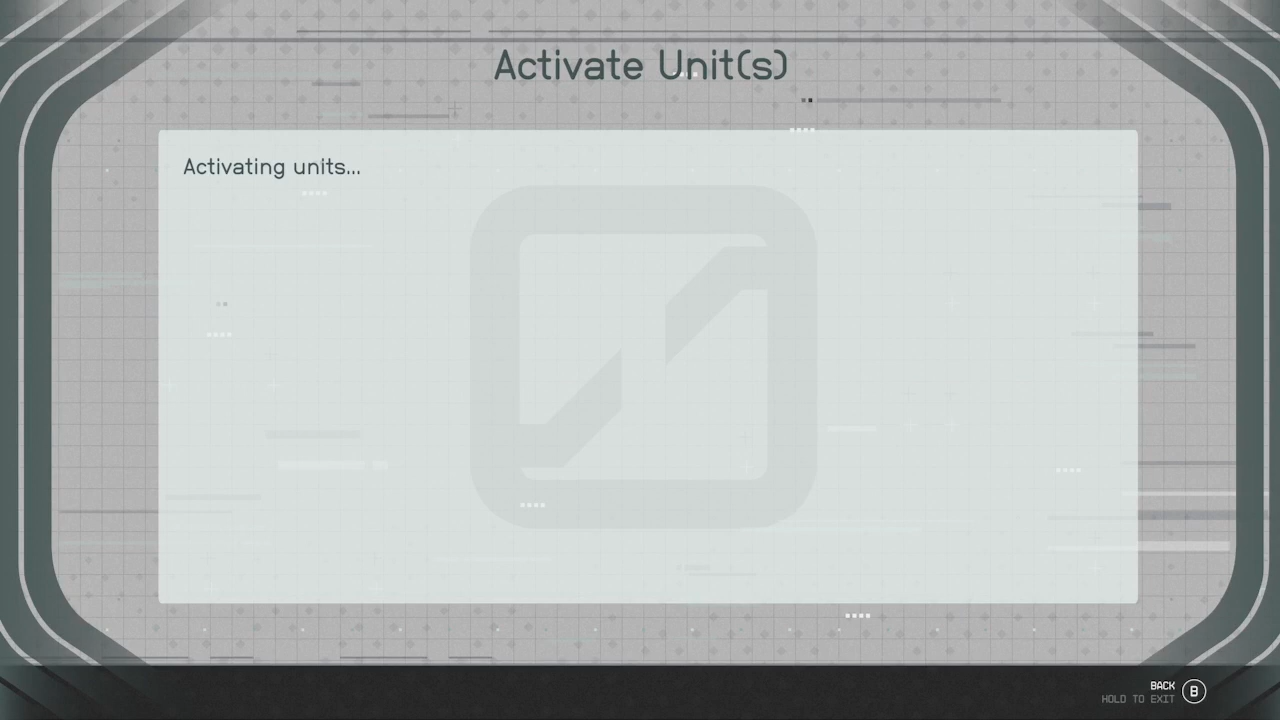 Activate Unit(s)
Activating units...
BACK
HOLD TO EXIT
B